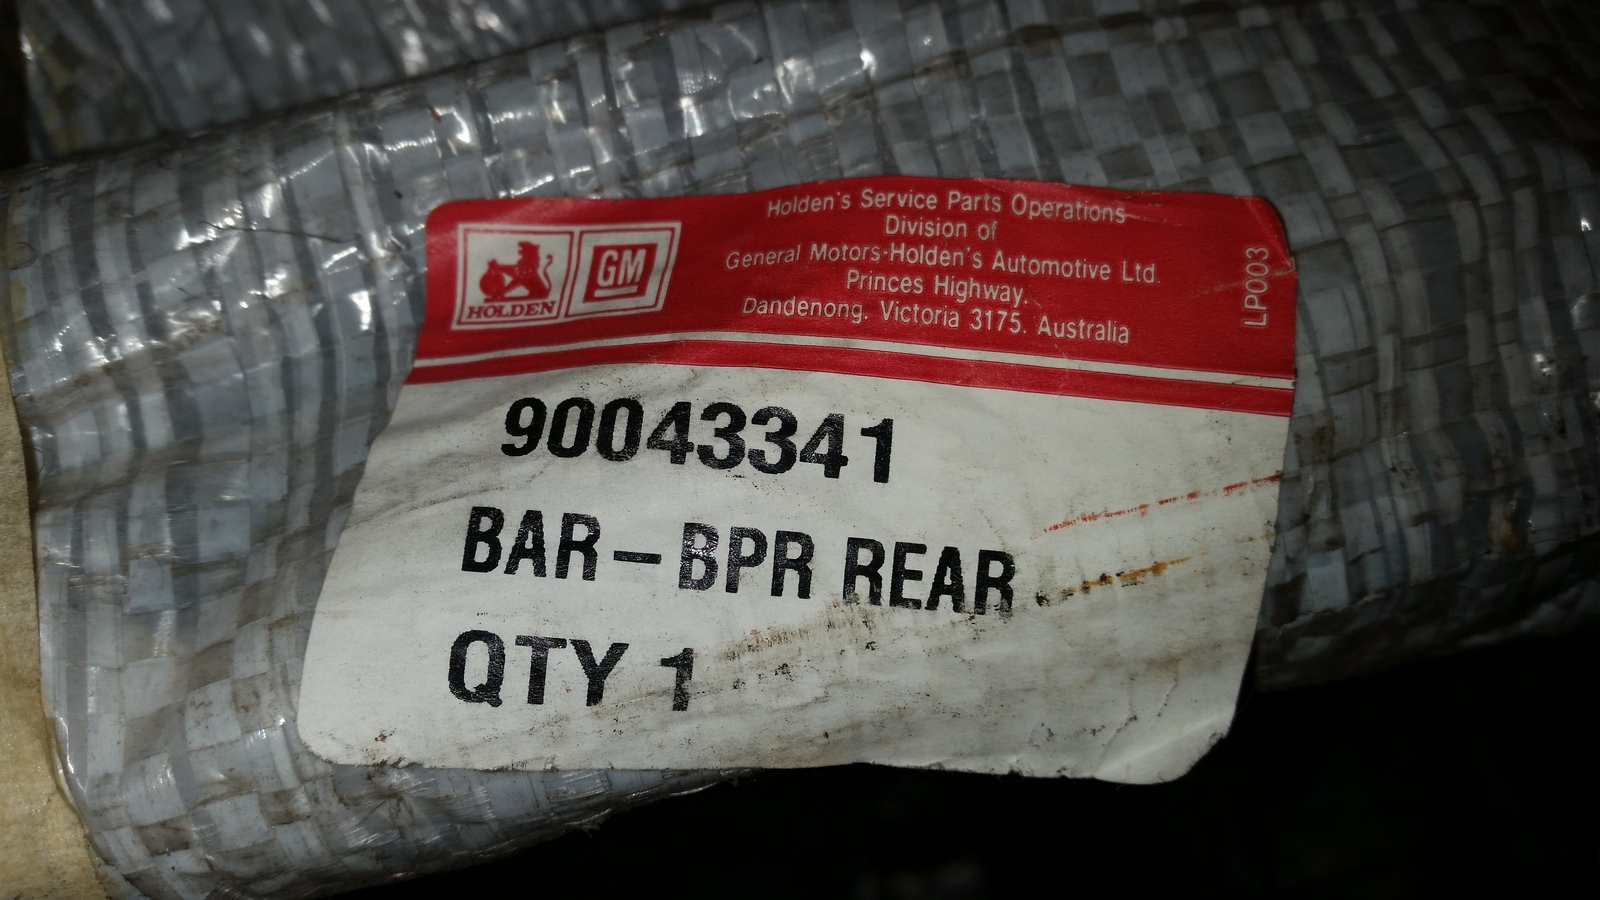 Holden's Service Parts Operations
Division of
General Motors-Holden's Automotive Ltd.
Princes Highway.
Dandenong. Victoria 3175. Australia
HOLDEN
GM
LP003
90043341
BAR-BPR REAR
QTY 1